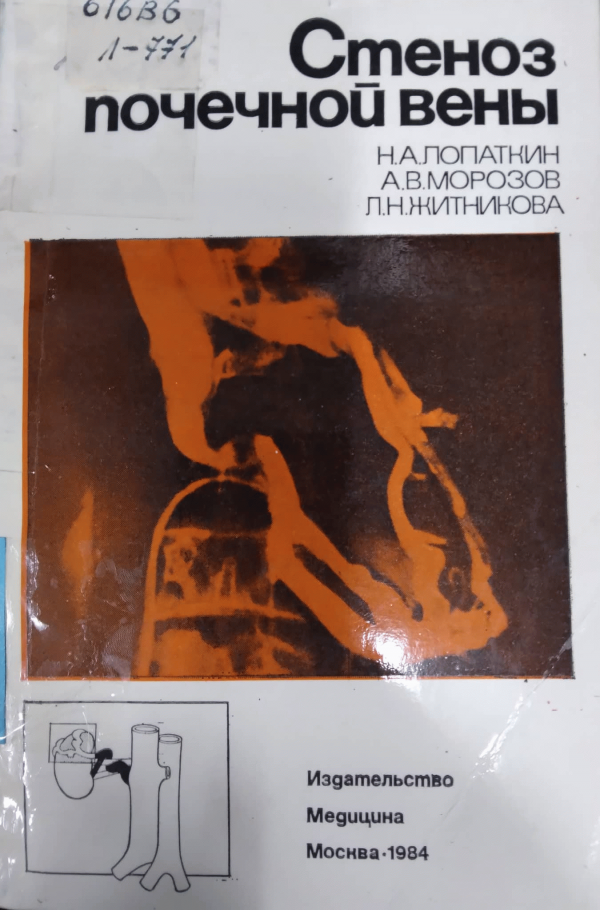 616В6
Л-771
Стеноз
почечной вены
Н.А.ЛОПАТКИН
А.В.МОРОЗОВ
Л.Н.ЖИТНИКОВА
Издательство
Медицина
Москва·1984